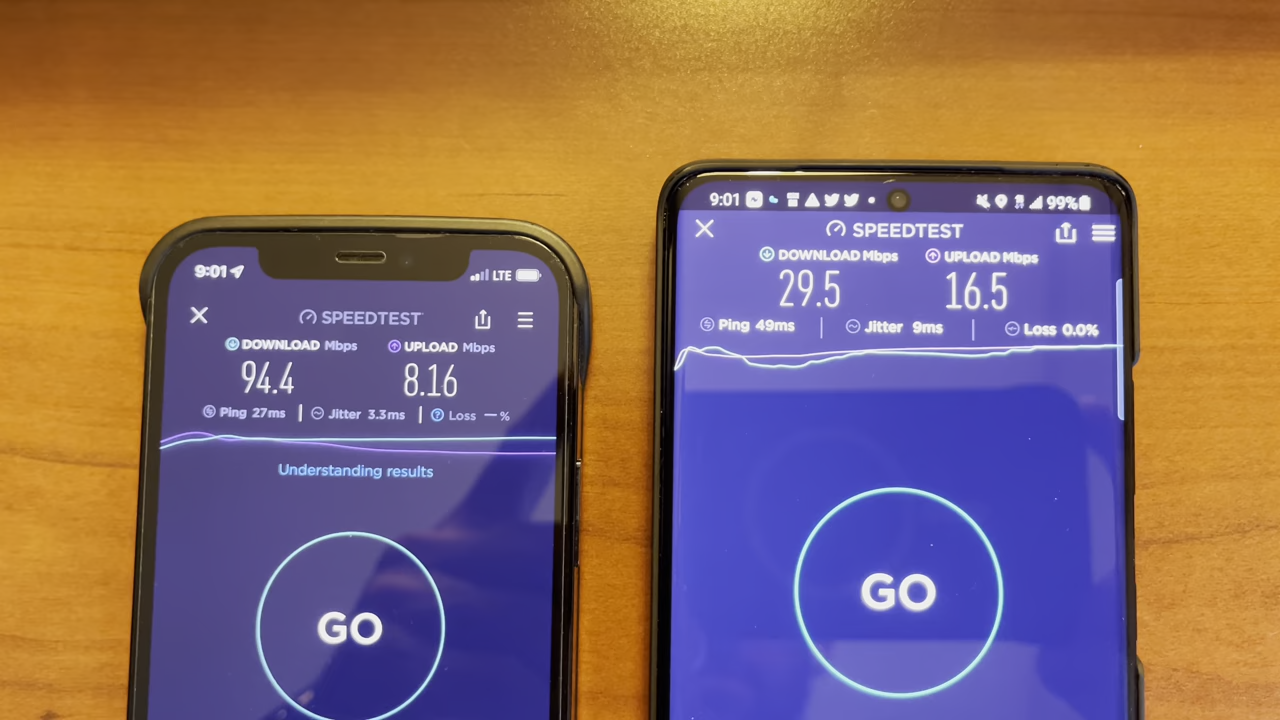 9:01 LTE
SPEEDTEST
DOWNLOAD Mbps UPLOAD Mbps
94.4 8.16
Ping 27ms | Jitter 3.3ms | Loss — %
Understanding results
GO
9:01 99%
SPEEDTEST
DOWNLOAD Mbps UPLOAD Mbps
29.5 16.5
Ping 49ms | Jitter 9ms | Loss 0.0%
GO